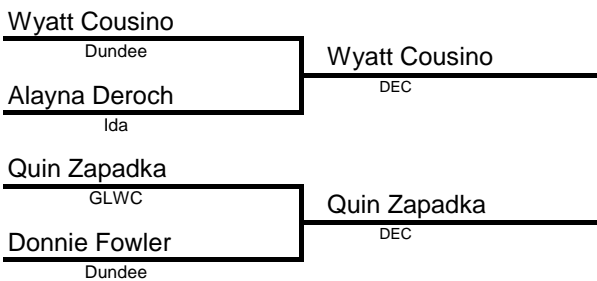 Wyatt Cousino
Dundee
Wyatt Cousino
DEC
Alayna Deroch
Ida
Quin Zapadka
GLWC
Quin Zapadka
DEC
Donnie Fowler
Dundee